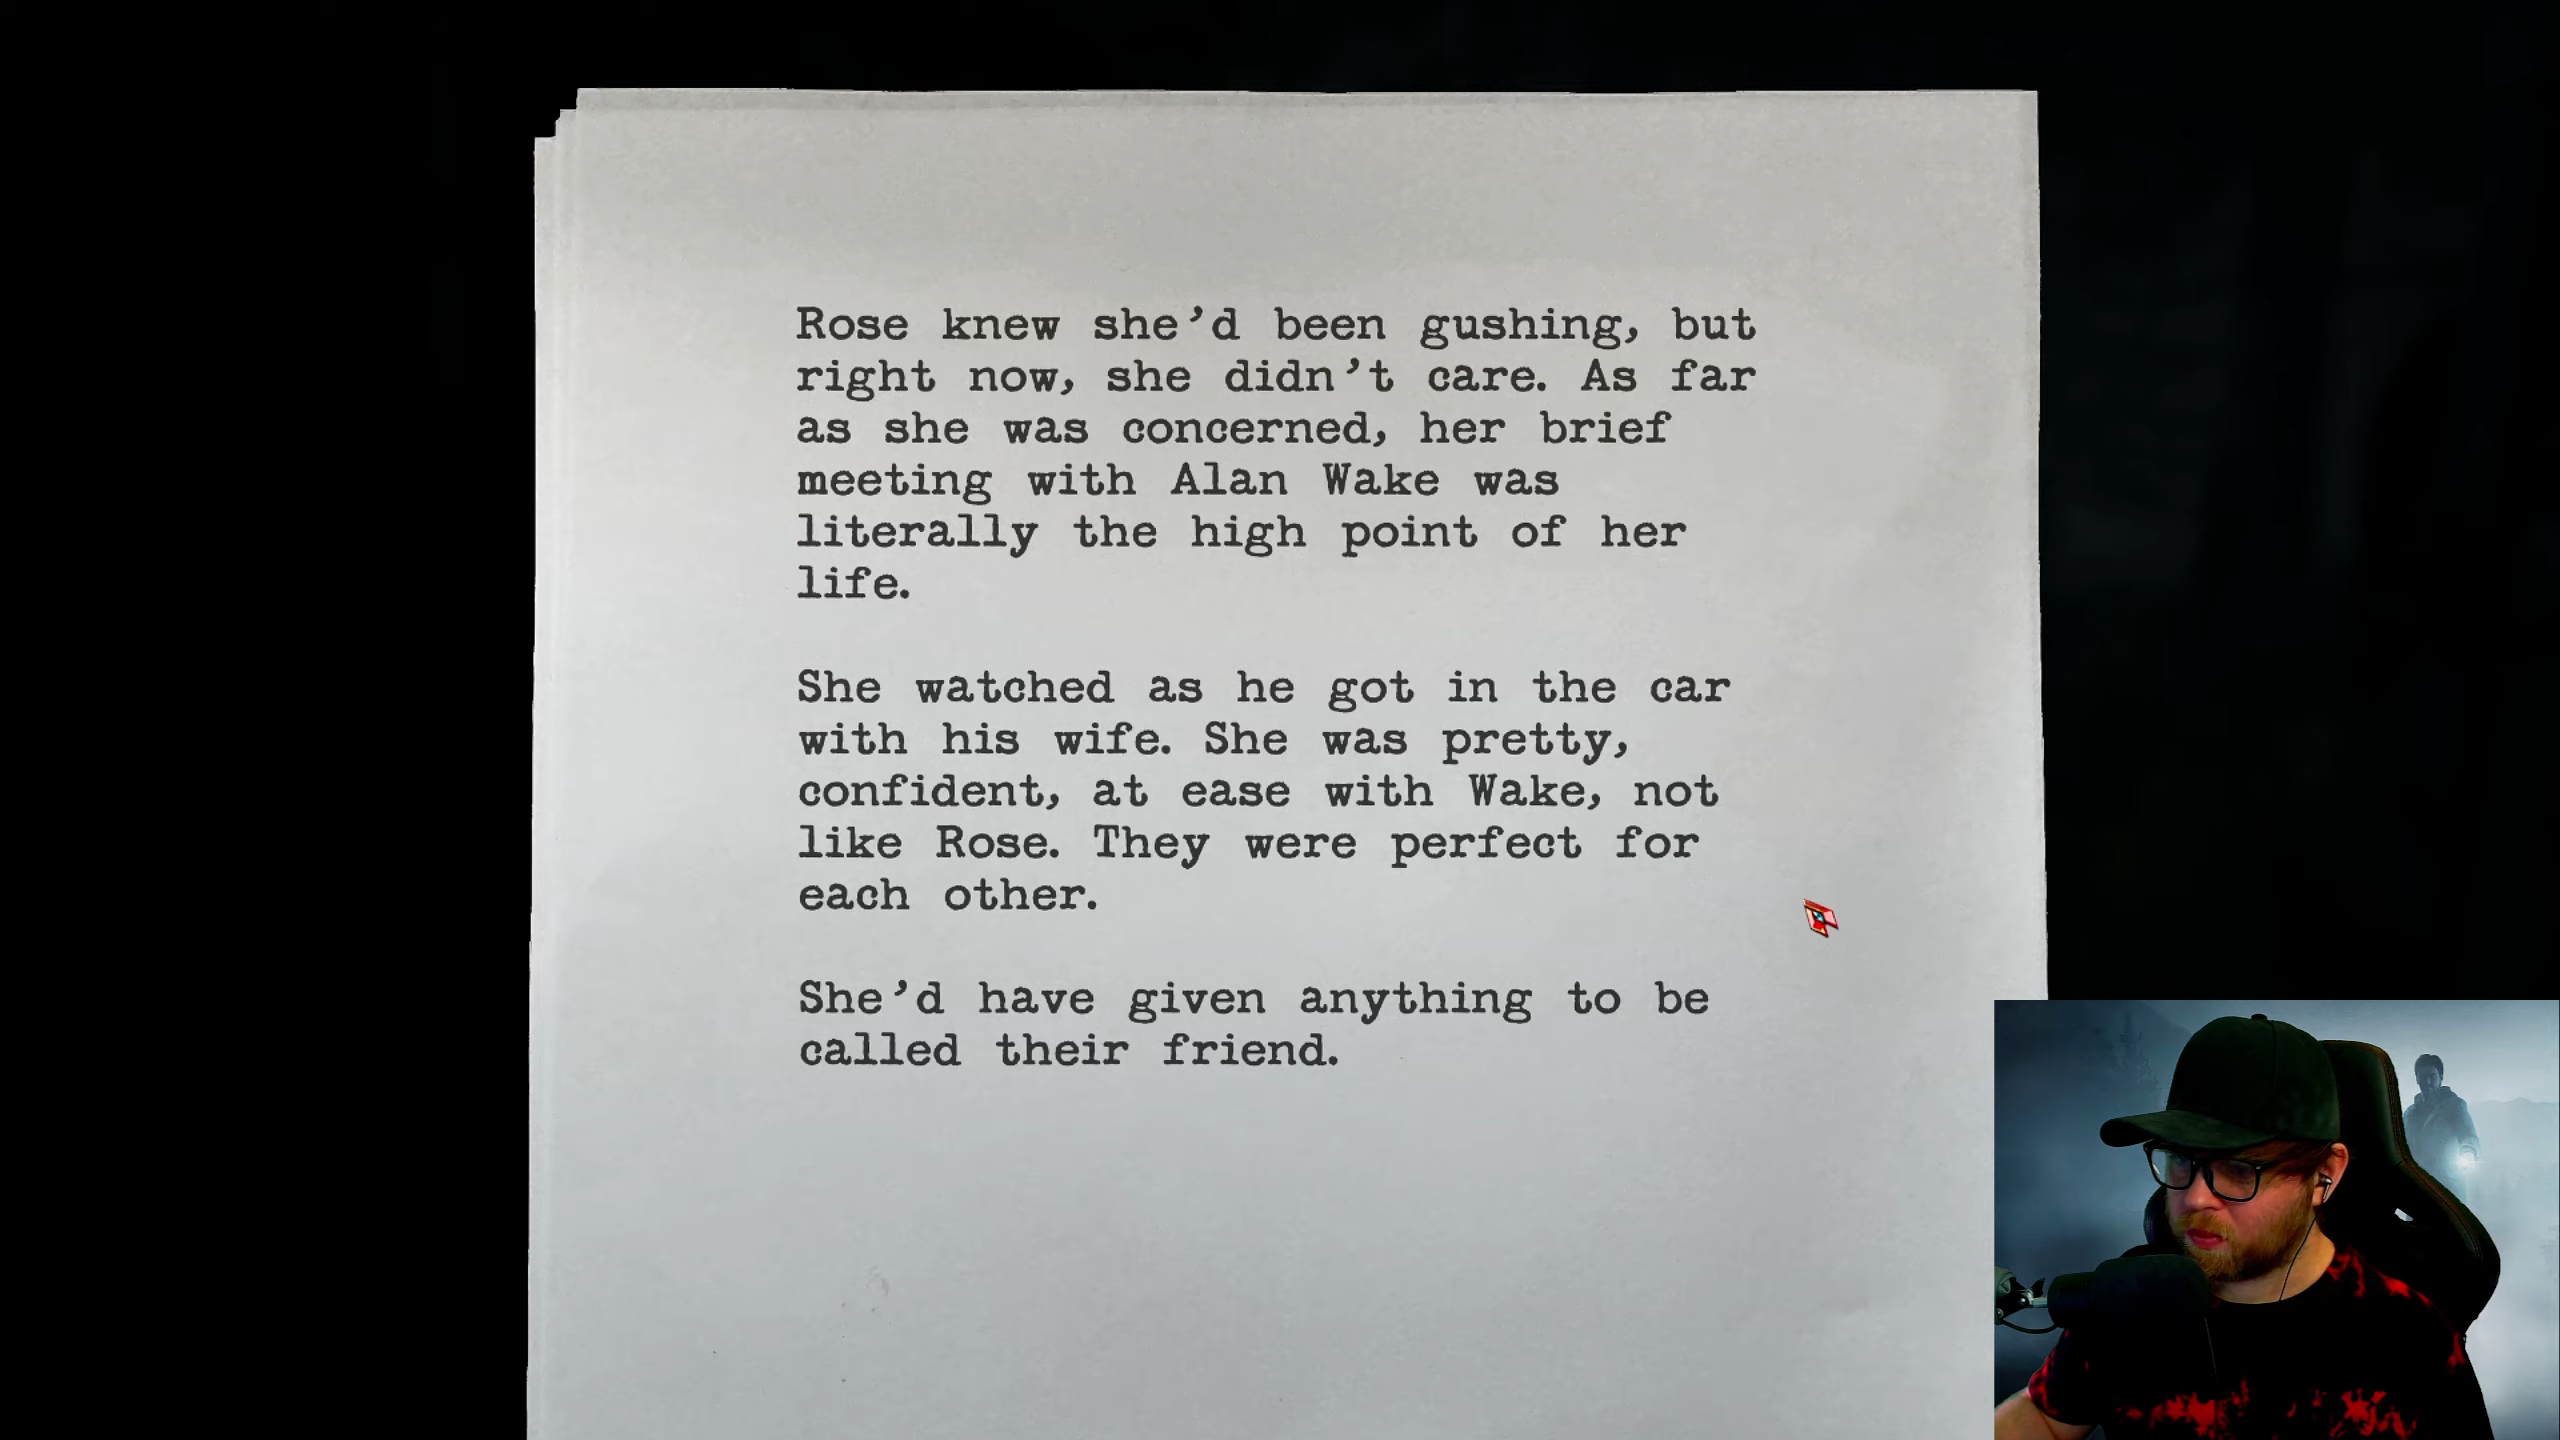 Rose knew she’d been gushing, but
right now, she didn’t care. As far
as she was concerned, her brief
meeting with Alan Wake was
literally the high point of her
life.
She watched as he got in the car
with his wife. She was pretty,
confident, at ease with Wake, not
like Rose. They were perfect for
each other.
She’d have given anything to be
called their friend.